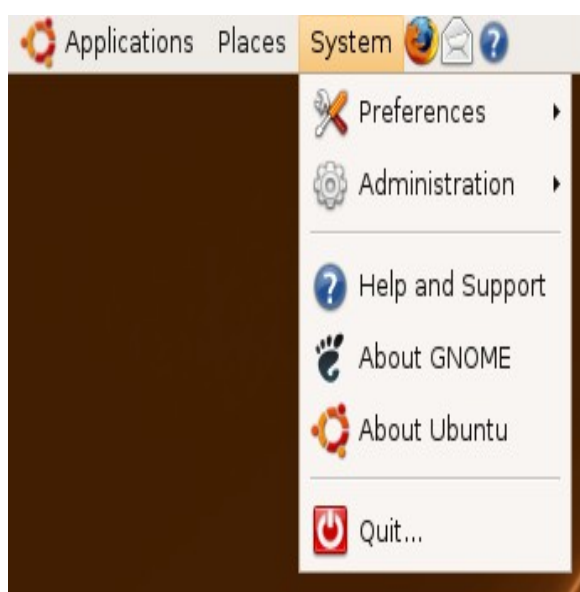 Applications Places System
Preferences
Administration
Help and Support
About GNOME
About Ubuntu
Quit...